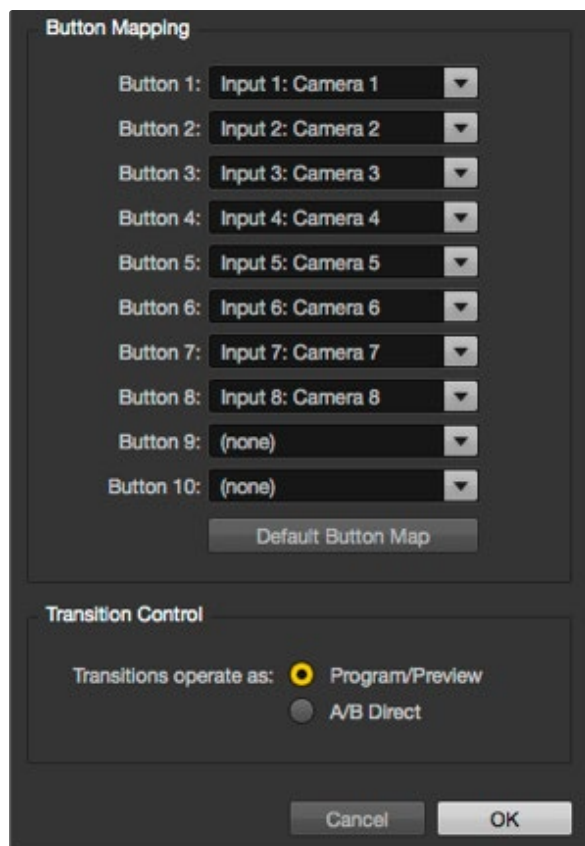 Button Mapping
Button 1: Input 1: Camera 1
Button 2: Input 2: Camera 2
Button 3: Input 3: Camera 3
Button 4: Input 4: Camera 4
Button 5: Input 5: Camera 5
Button 6: Input 6: Camera 6
Button 7: Input 7: Camera 7
Button 8: Input 8: Camera 8
Button 9: (none)
Button 10: (none)
Default Button Map
Transition Control
Transitions operate as: Program/Preview
A/B Direct
Cancel OK